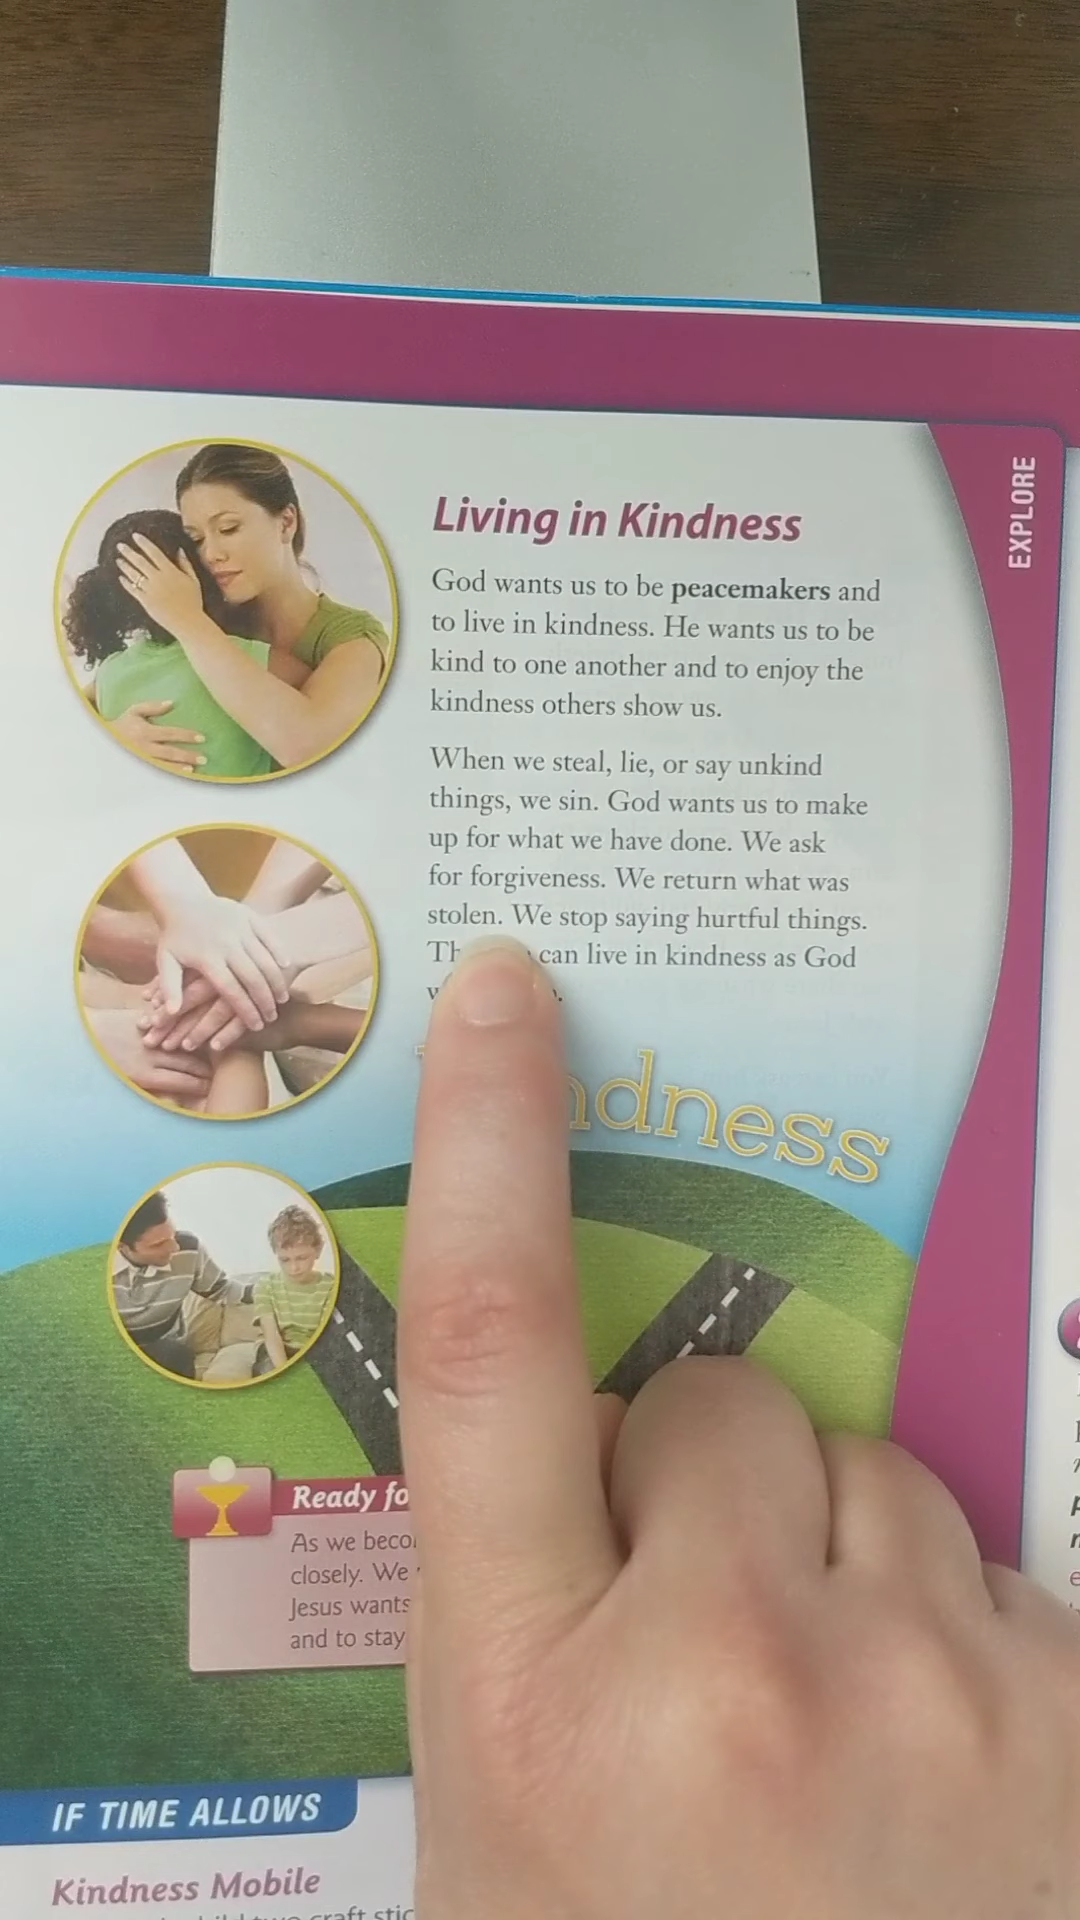 EXPLORE
Living in Kindness
God wants us to be peacemakers and
to live in kindness. He wants us to be
kind to one another and to enjoy the
kindness others show us.
When we steal, lie, or say unkind
things, we sin. God wants us to make
up for what we have done. We ask
for forgiveness. We return what was
stolen. We stop saying hurtful things.
can live in kindness as God
ndness
Ready fo
As we
closely. We
Jesus wants
and to stay
IF TIME ALLOWS
Kindness Mobile
craft